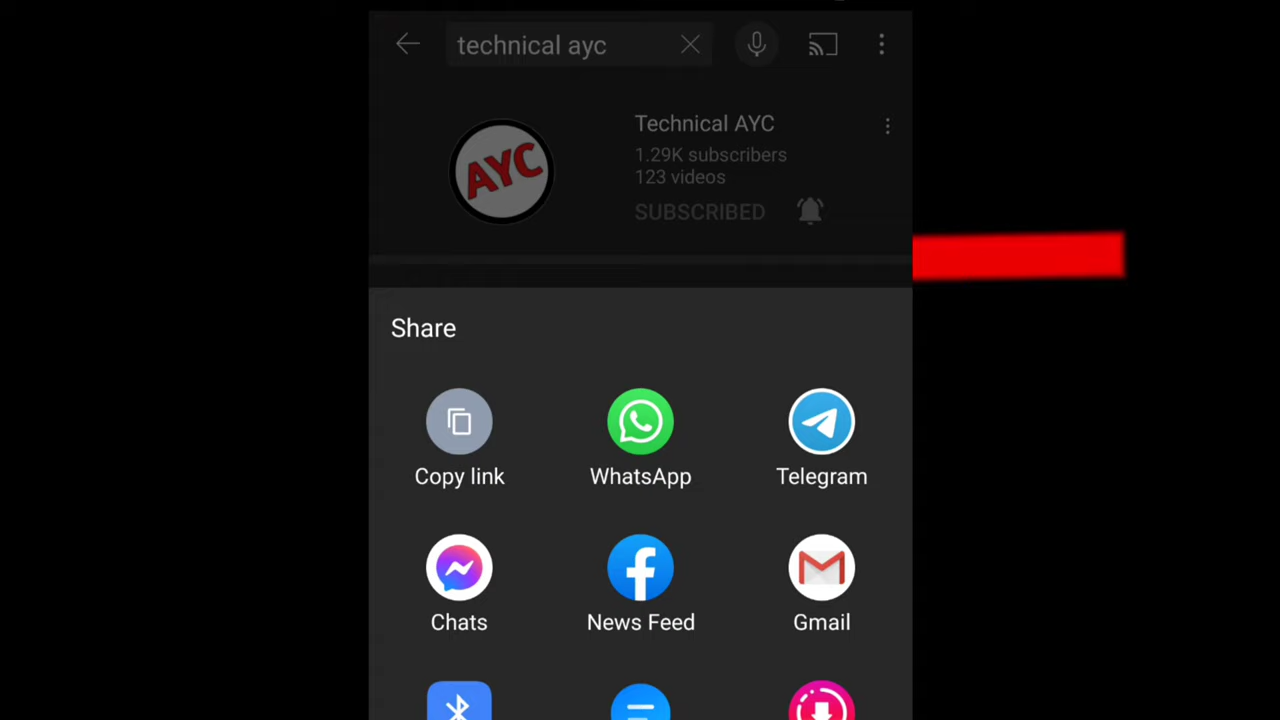 technical ayc
Technical AYC
1.29K subscribers
123 videos
SUBSCRIBED
AYC
Share
Copy link
WhatsApp
Telegram
Chats
News Feed
Gmail